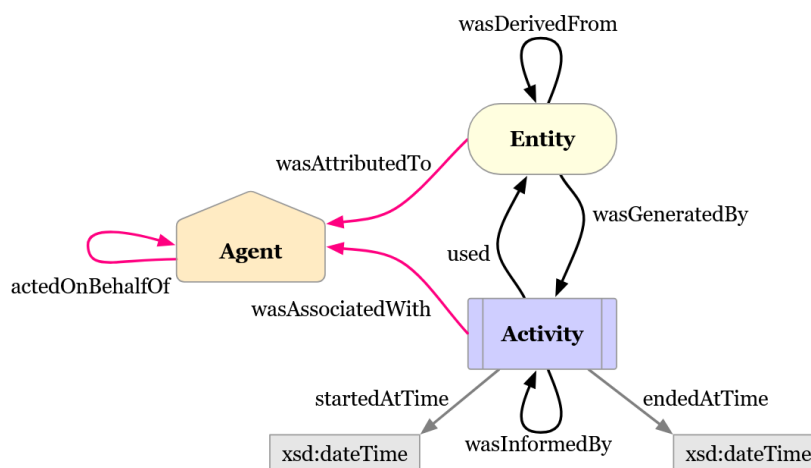 wasDerivedFrom
Entity
wasAttributedTo
wasGeneratedBy
Agent
used
actedOnBehalfOf
wasAssociatedWith
Activity
startedAtTime
endedAtTime
wasInformedBy
xsd:dateTime
xsd:dateTime